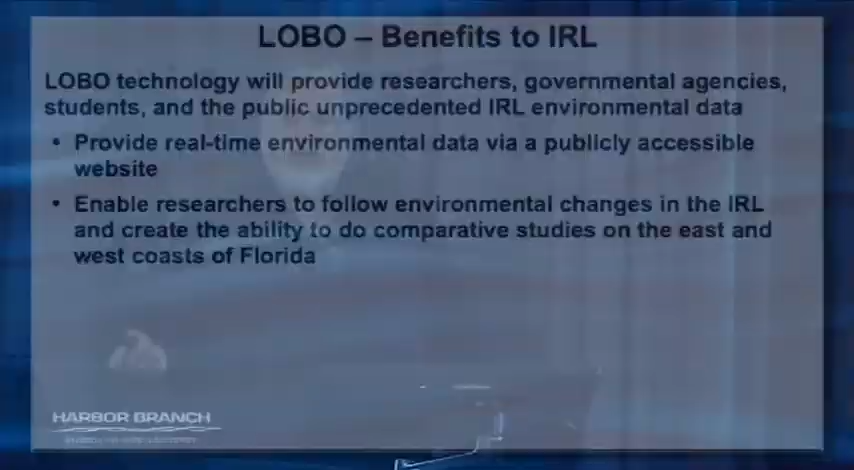 LOBO – Benefits to IRL
LOBO technology will provide researchers, governmental agencies,
students, and the public unprecedented IRL environmental data
• Provide real-time environmental data via a publicly accessible
website
• Enable researchers to follow environmental changes in the IRL
and create the ability to do comparative studies on the east and
west coasts of Florida
HARBOR BRANCH